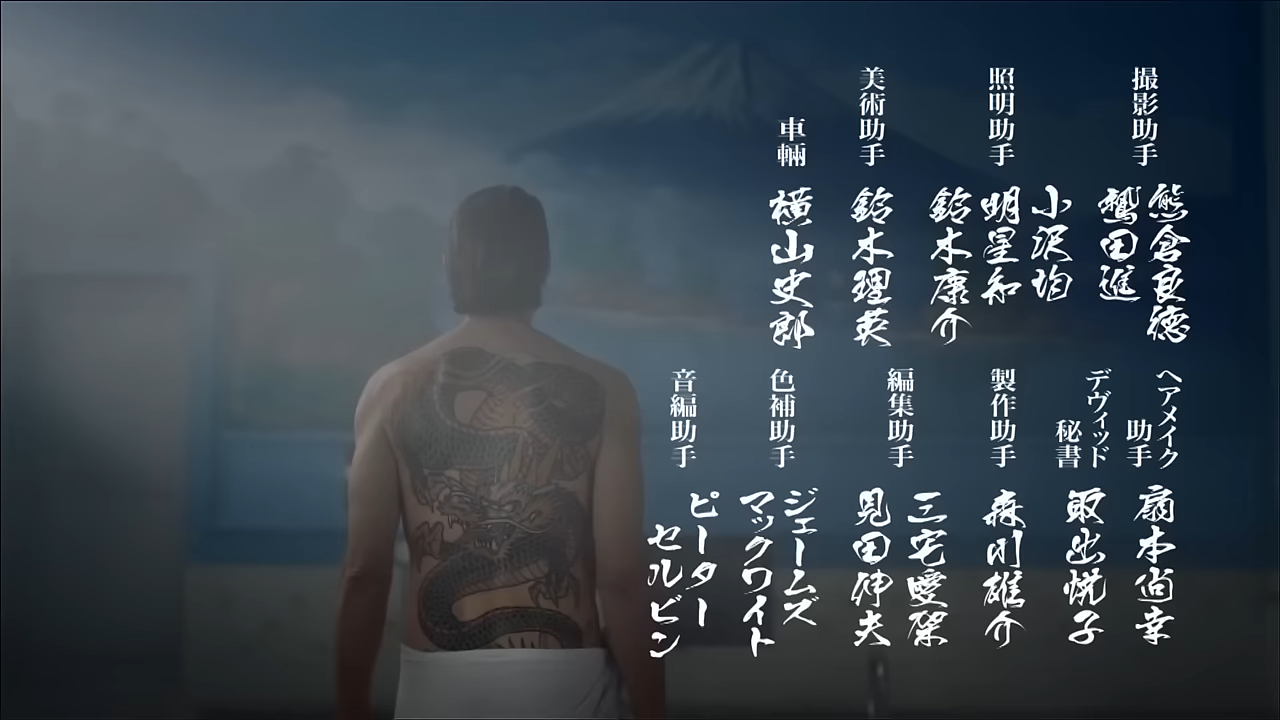 撮影助手
熊倉良徳
鵜田進
照明助手
小沢均
明星和
鈴木康介
美術助手
鈴木理英
車輛
横山史郎
ヘアメイク
助手
扇本尚幸
デヴィッド
秘書
取出悦子
製作助手
森川雄介
編集助手
三宅愛架
見田伸夫
色補助手
ジェームズ
マックワイト
音編助手
ピーター
セルビン